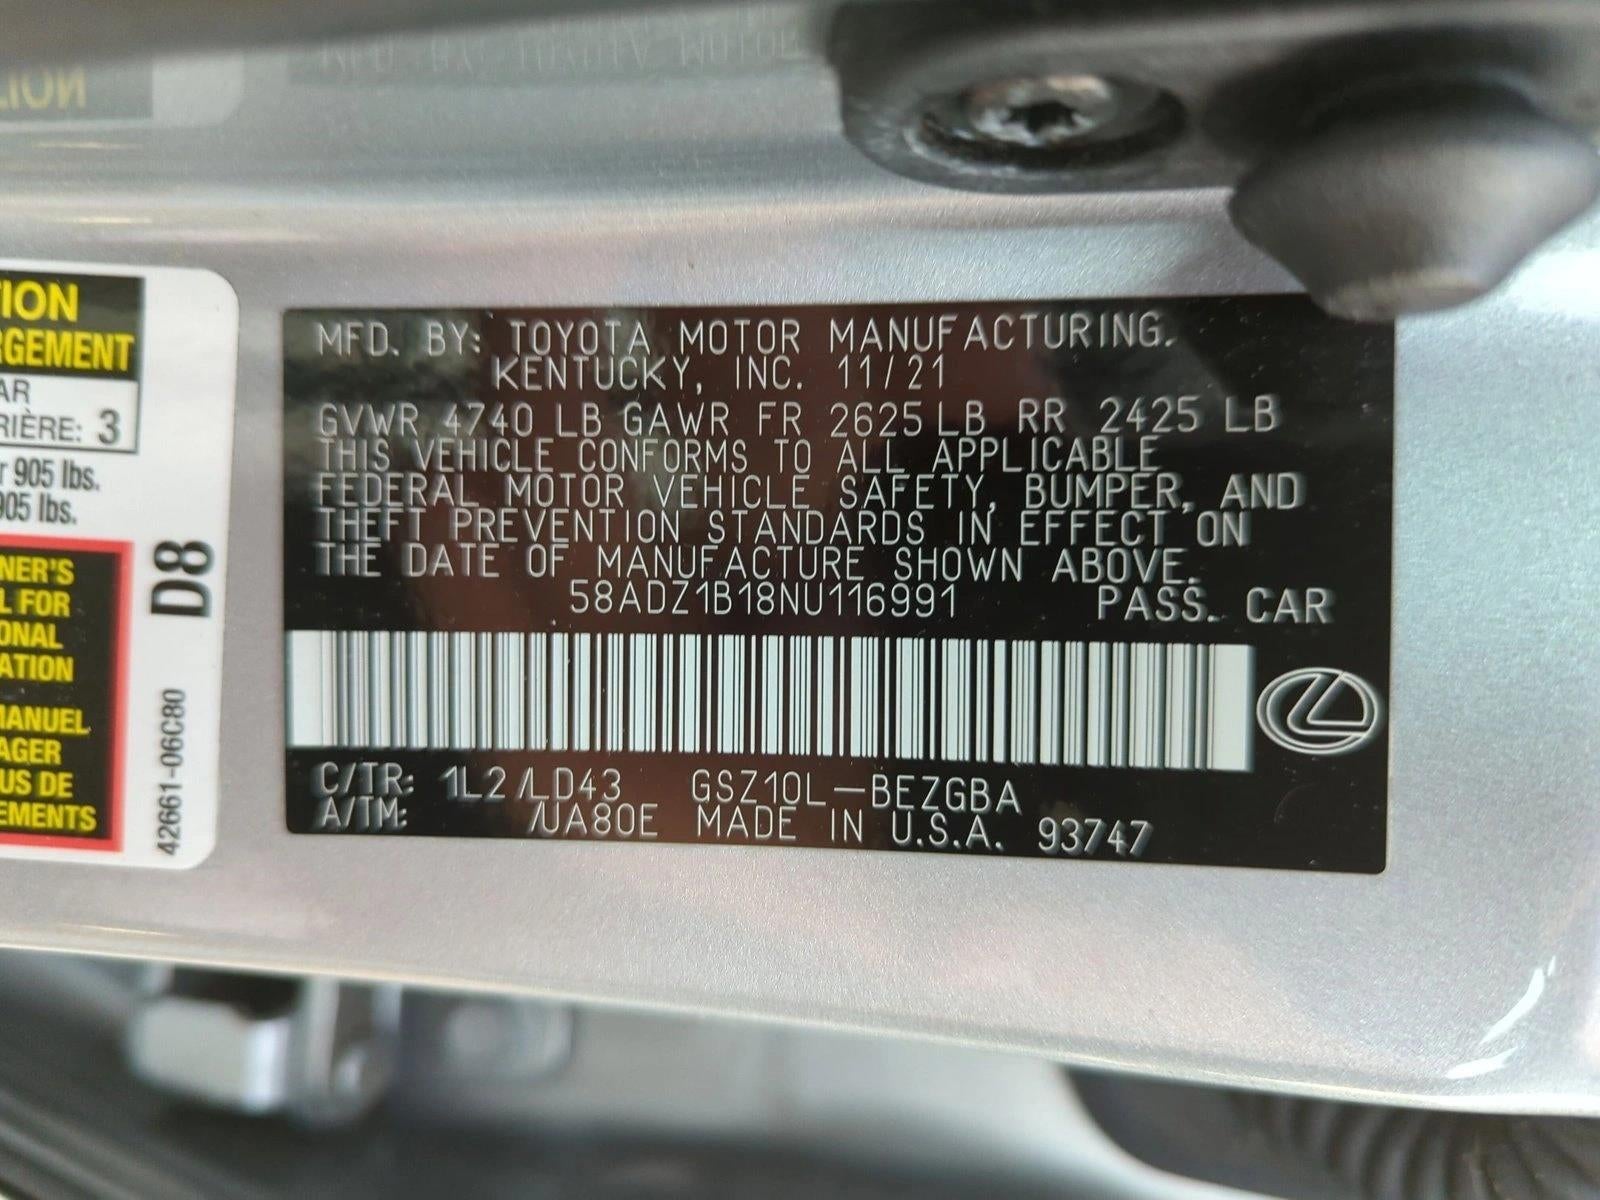 TION
RGEMENT
AR
RIÈRE: 3
r 905 lbs.
905 lbs.
NER'S
L FOR
ONAL
ATION
MANUEL
AGER
US DE
EMENTS
D8
42661-06C80
MFD. BY: TOYOTA MOTOR MANUFACTURING.
KENTUCKY, INC. 11/21
GVWR 4740 LB GAWR FR 2625 LB RR 2425 LB
THIS VEHICLE CONFORMS TO ALL APPLICABLE
FEDERAL MOTOR VEHICLE SAFETY, BUMPER, AND
THEFT PREVENTION STANDARDS IN EFFECT ON
THE DATE OF MANUFACTURE SHOWN ABOVE.
58ADZ1B18NU116991 PASS. CAR
C/TR: 1L2/LD43 GSZ10L-BEZGBA
A/TM: /UA80E MADE IN U.S.A. 93747